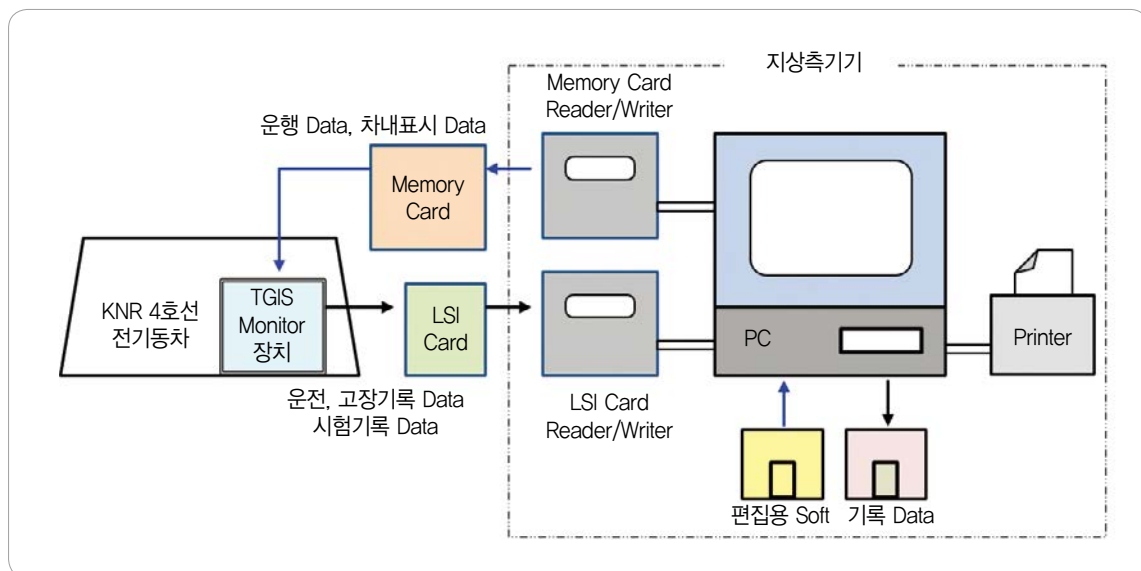 지상측기기
Memory Card
Reader/Writer
운행 Data, 차내표시 Data
Memory
Card
KNR 4호선
전기동차
TGIS
Monitor
장치
LSI
Card
운전, 고장기록 Data
시험기록 Data
LSI Card
Reader/Writer
PC
Printer
편집용 Soft
기록 Data